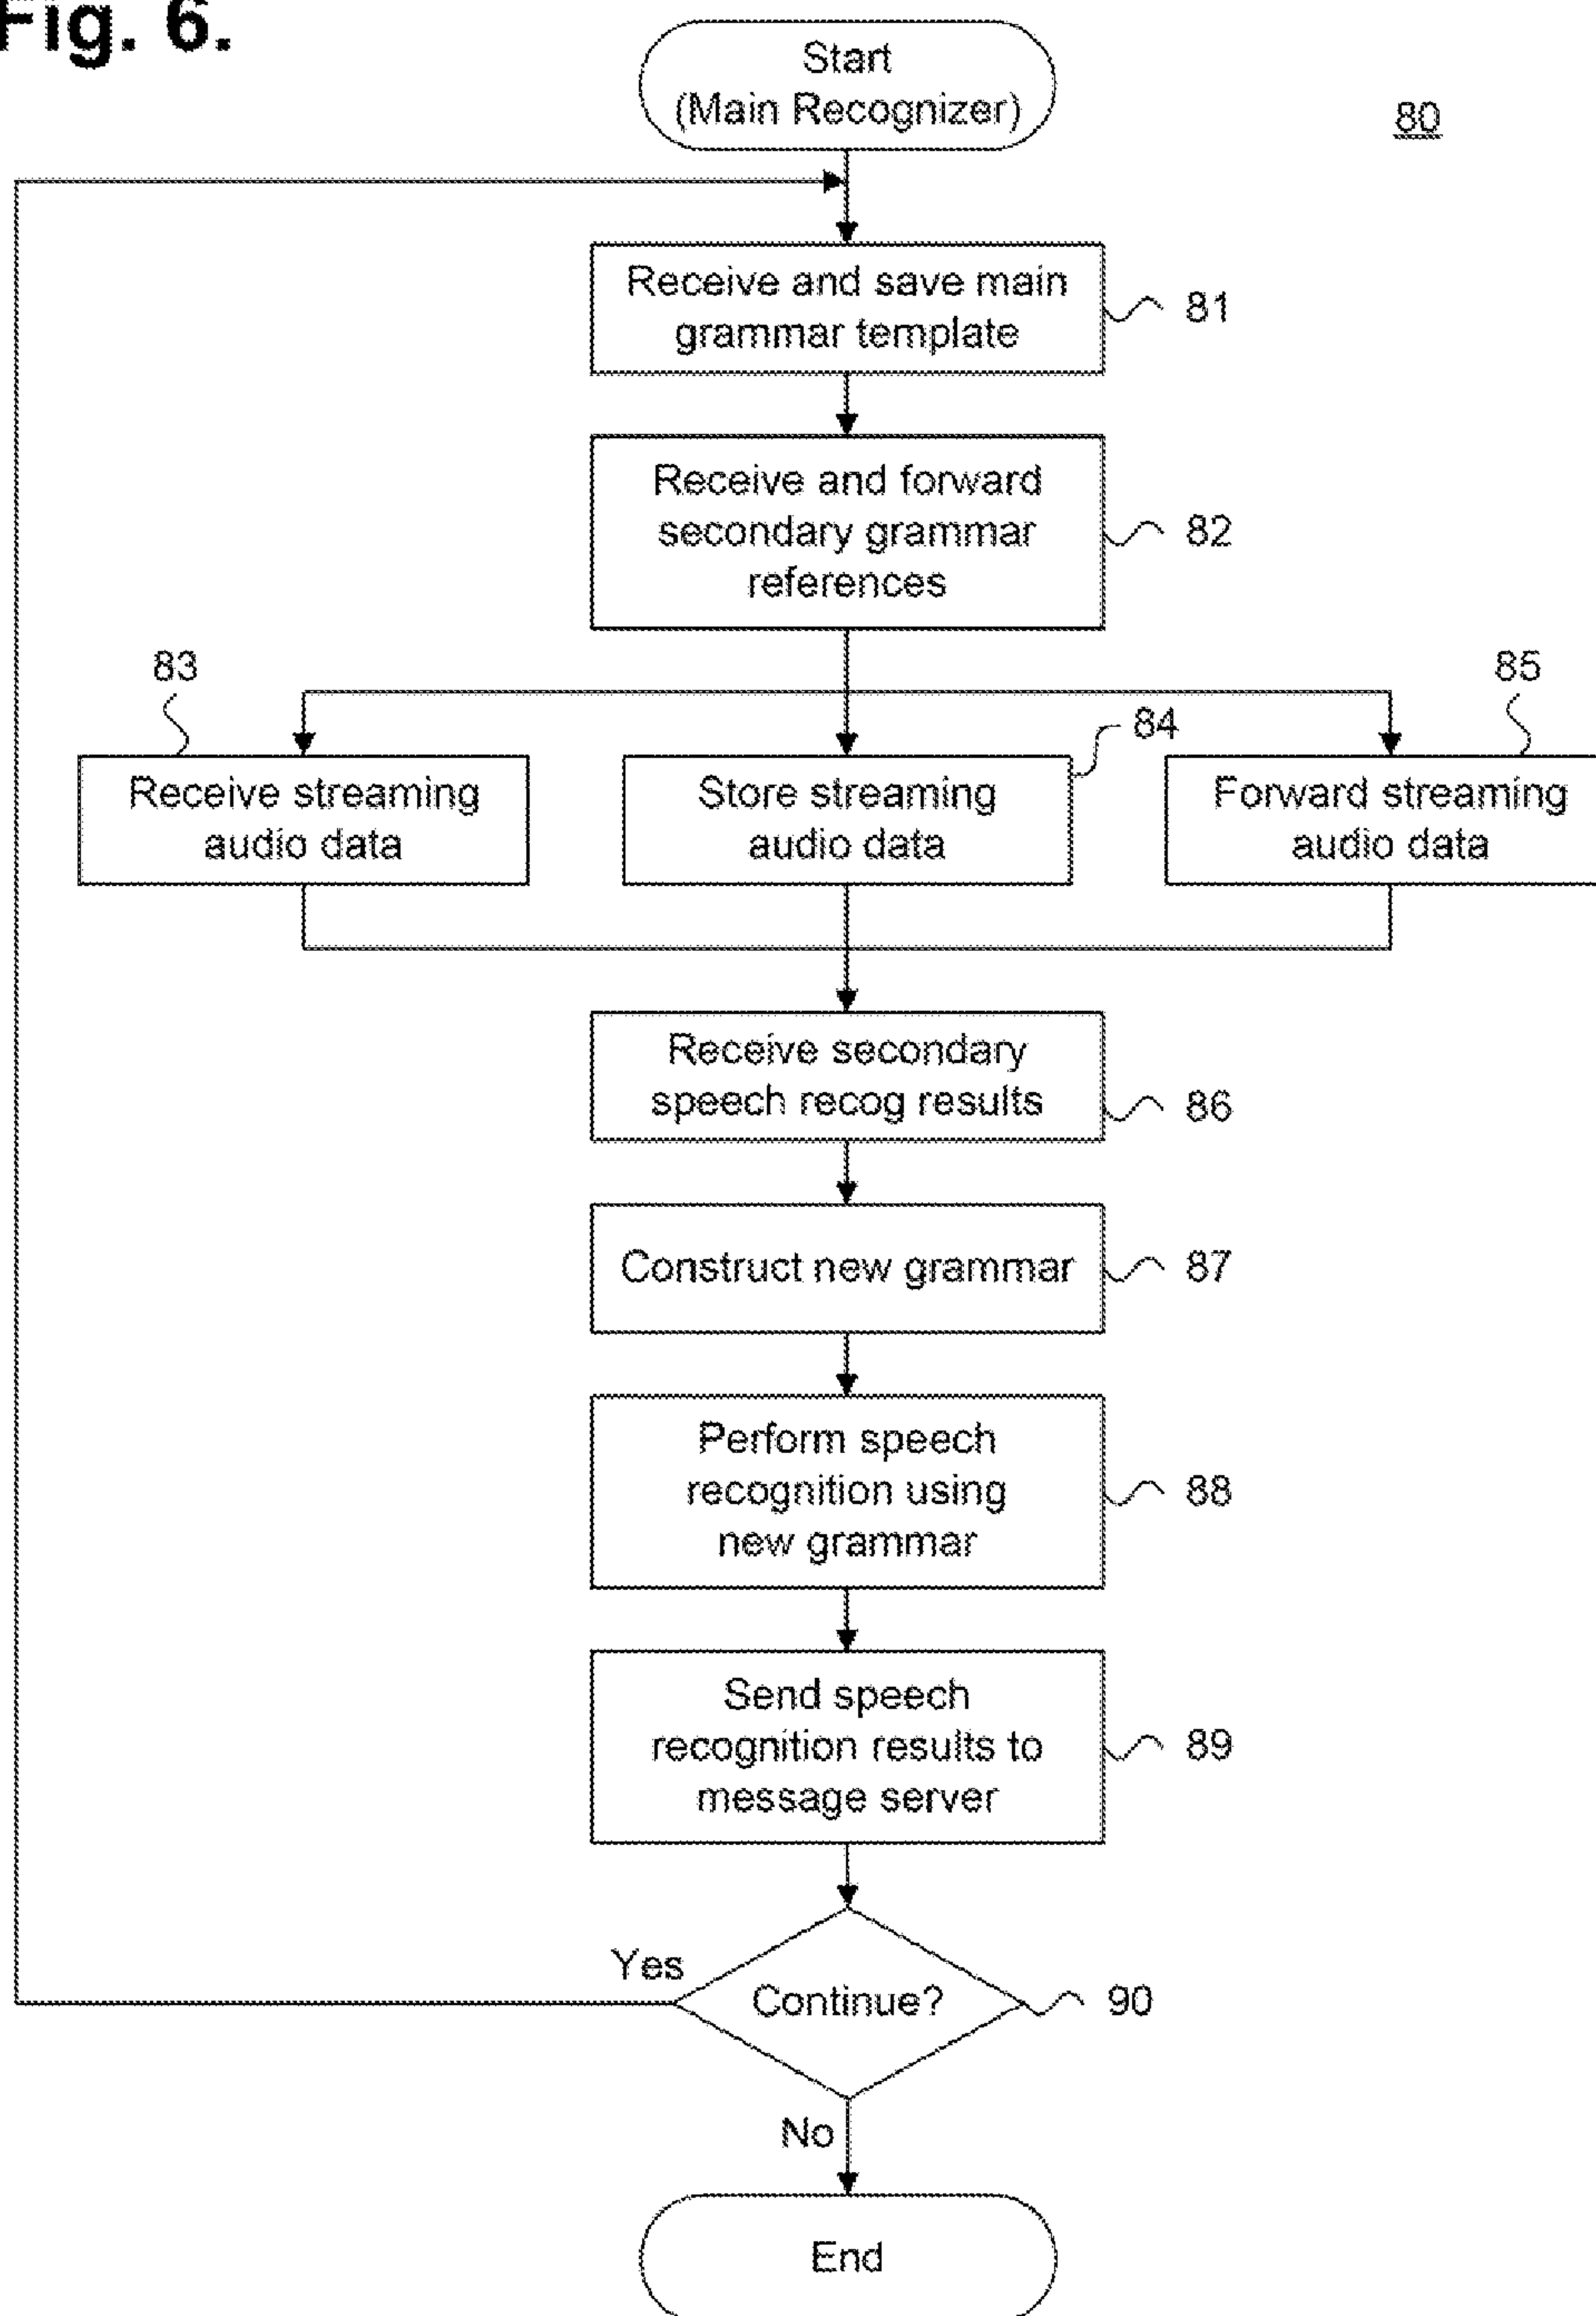 Fig. 6.
Start
(Main Recognizer)
80
Receive and save main
grammar template
81
Receive and forward
secondary grammar
references
82
83
84
85
Receive streaming
audio data
Store streaming
audio data
Forward streaming
audio data
Receive secondary
speech recog results
86
Construct new grammar
87
Perform speech
recognition using
new grammar
88
Send speech
recognition results to
message server
89
Yes
Continue?
90
No
End